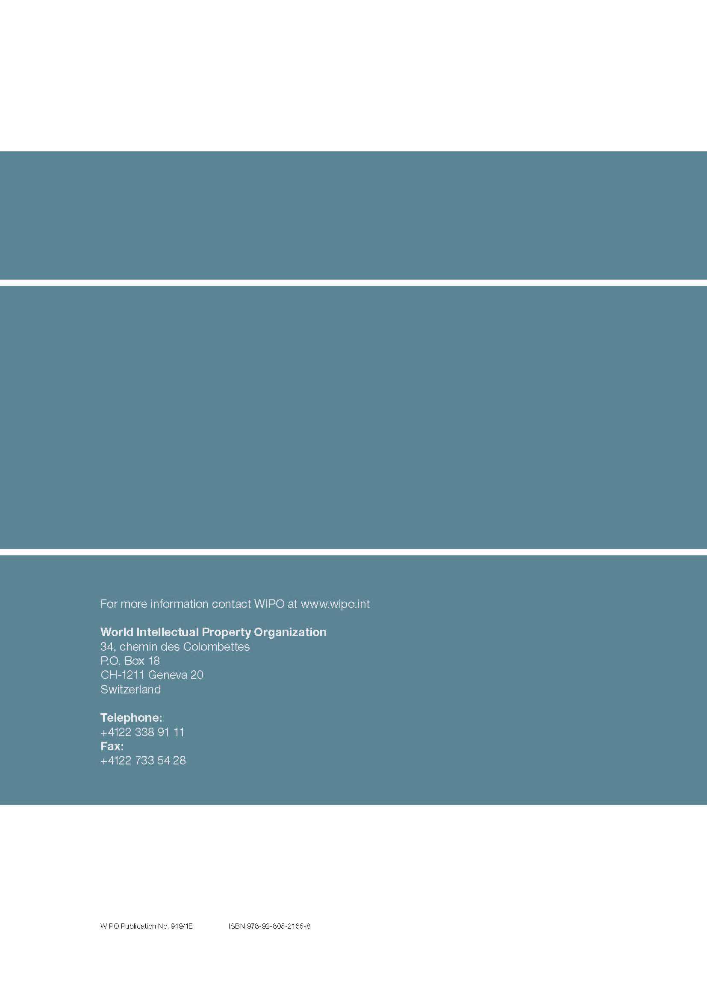 For more information contact WIPO at www.wipo.int
World Intellectual Property Organization
34, chemin des Colombettes
P.O. Box 18
CH-1211 Geneva 20
Switzerland
Telephone:
+4122 338 91 11
Fax:
+4122 733 54 28
WIPO Publication No. 949/1E ISBN 978-92-805-2165-8